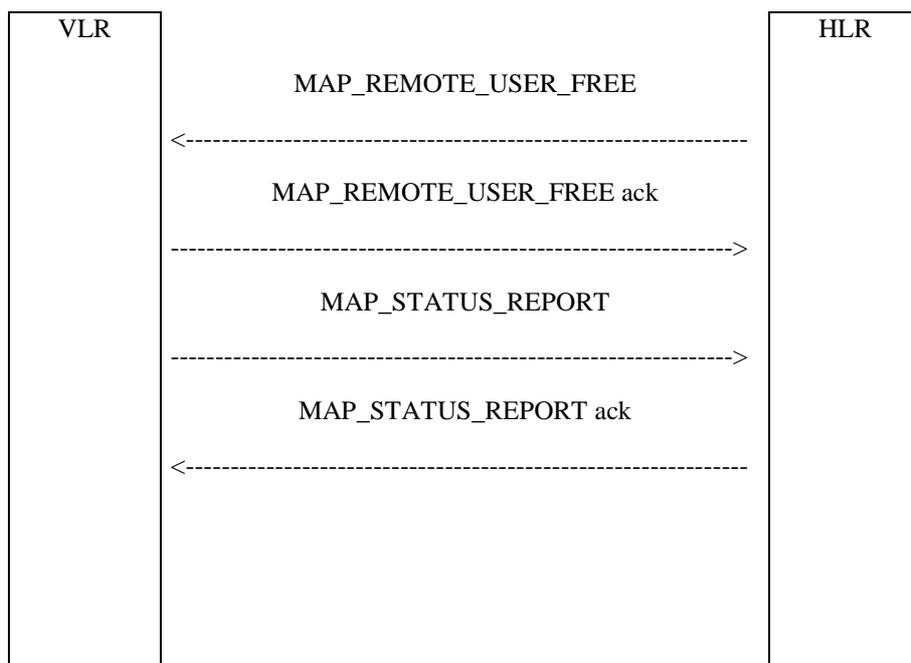 VLR
HLR
MAP_REMOTE_USER_FREE
<---------------------------------------------------------------
MAP_REMOTE_USER_FREE ack
--------------------------------------------------------------->
MAP_STATUS_REPORT
--------------------------------------------------------------->
MAP_STATUS_REPORT ack
<---------------------------------------------------------------